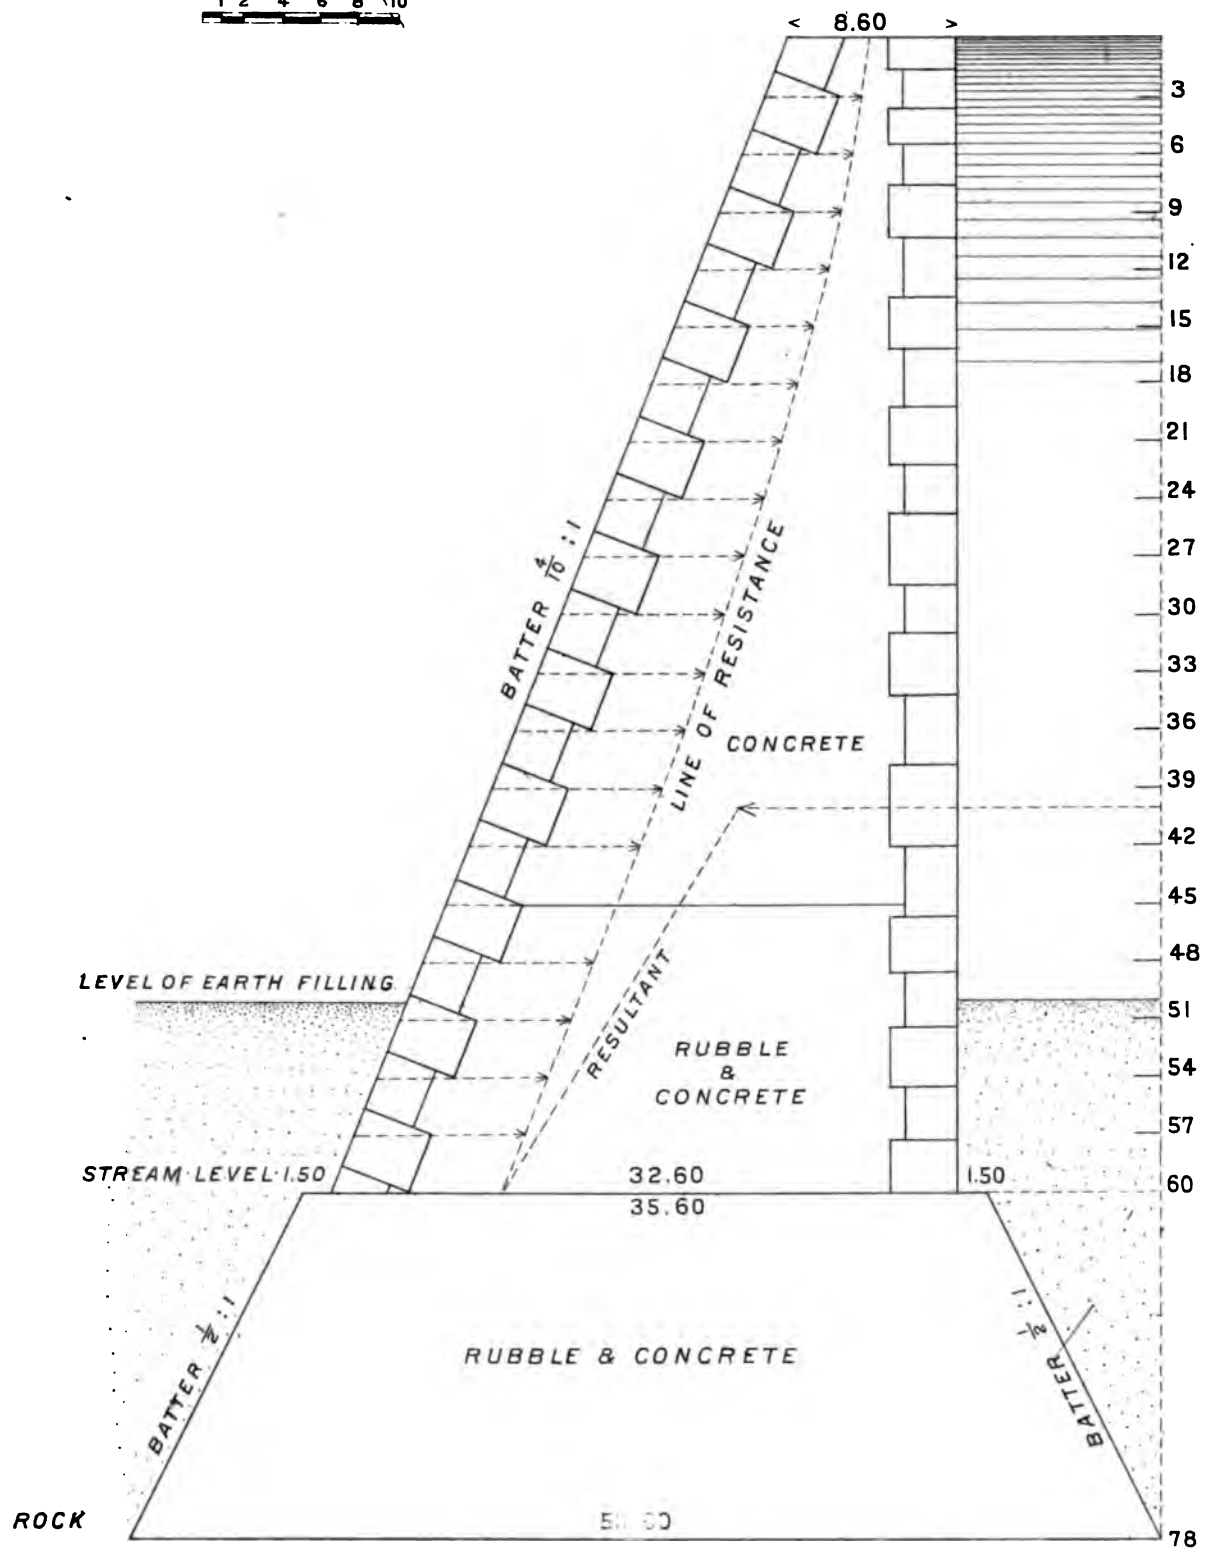 1 2 4 6 8 10
< 8.60 >
3
6
9
12
15
18
21
24
27
30
33
36
39
42
45
48
51
54
57
60
78
BATTER 4/10 : 1
LINE OF RESISTANCE
CONCRETE
RESULTANT
LEVEL OF EARTH FILLING
RUBBLE
&
CONCRETE
STREAM LEVEL 1.50
32.60
1.50
35.60
BATTER 1/2 : 1
BATTER 1/2 : 1
RUBBLE & CONCRETE
ROCK